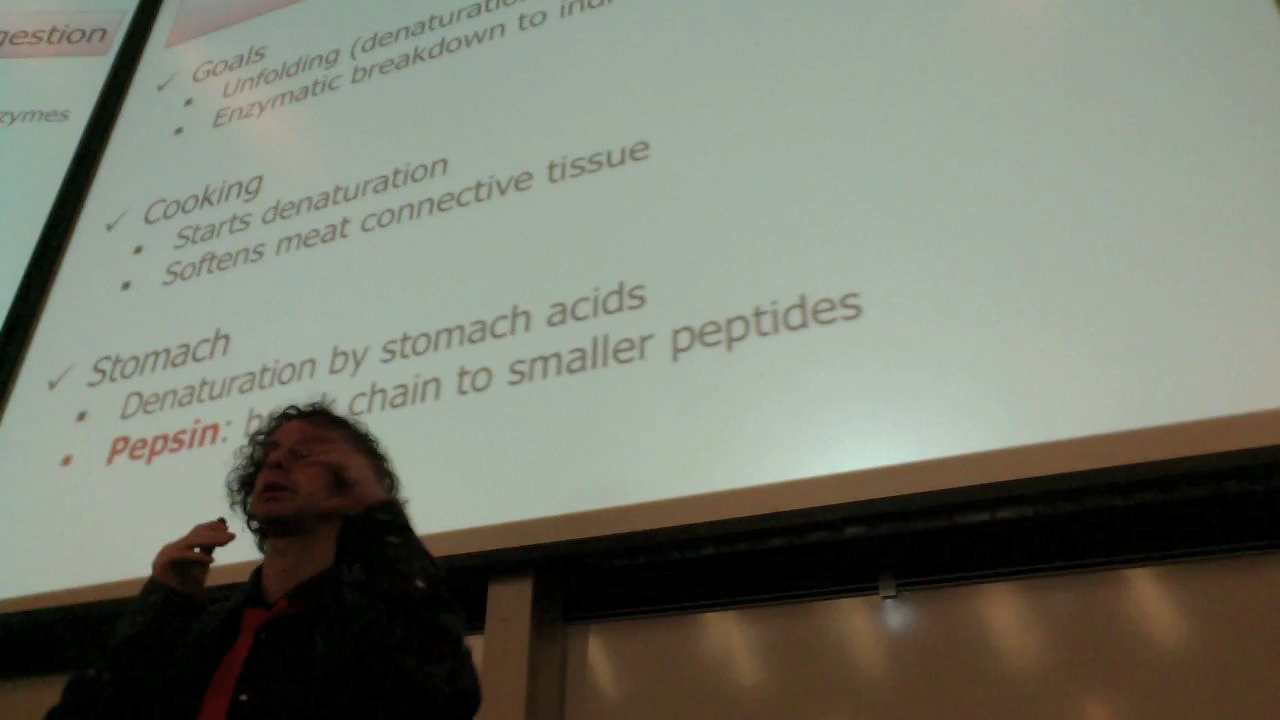 gestion
zymes
✓ Goals
▪ Unfolding (denaturatio
▪ Enzymatic breakdown to
✓ Cooking
▪ Starts denaturation
▪ Softens meat connective tissue
✓ Stomach
▪ Denaturation by stomach acids
▪ Pepsin: break chain to smaller peptides